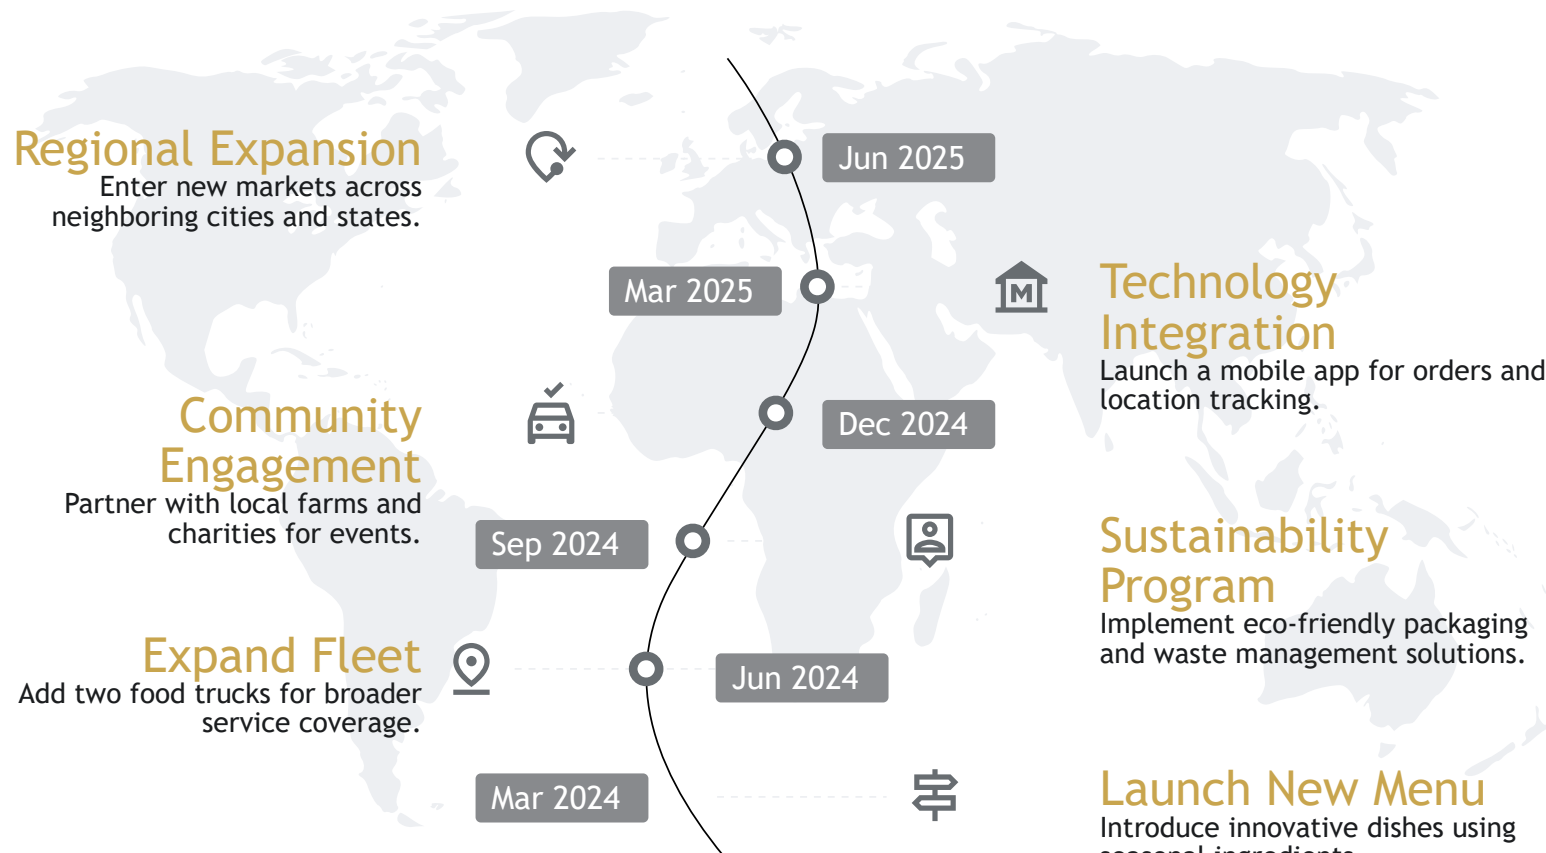 Regional Expansion
Enter new markets across
neighboring cities and states.
Jun 2025
Mar 2025
Technology
Integration
Launch a mobile app for orders and
location tracking.
Community
Engagement
Partner with local farms and
charities for events.
Dec 2024
Sep 2024
Sustainability
Program
Implement eco-friendly packaging
and waste management solutions.
Expand Fleet
Add two food trucks for broader
service coverage.
Jun 2024
Mar 2024
Launch New Menu
Introduce innovative dishes using